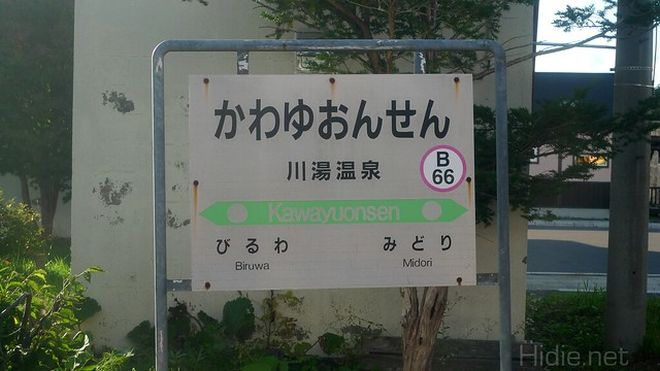 かわゆおんせん
川湯温泉
B
66
Kawayuonsen
びるわ
みどり
Biruwa
Midori
Hidie.net